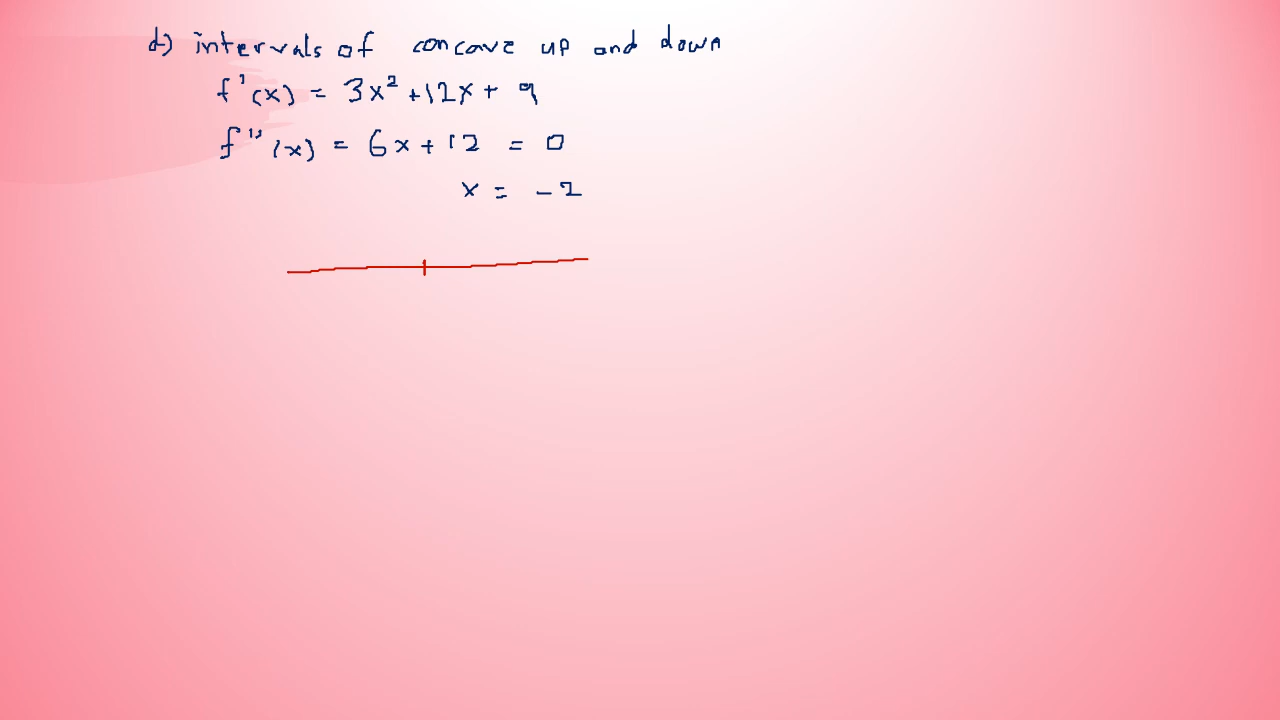 d) intervals of concave up and down
f'(x) = 3x² + 12x + 9
f''(x) = 6x + 12 = 0
x = -2